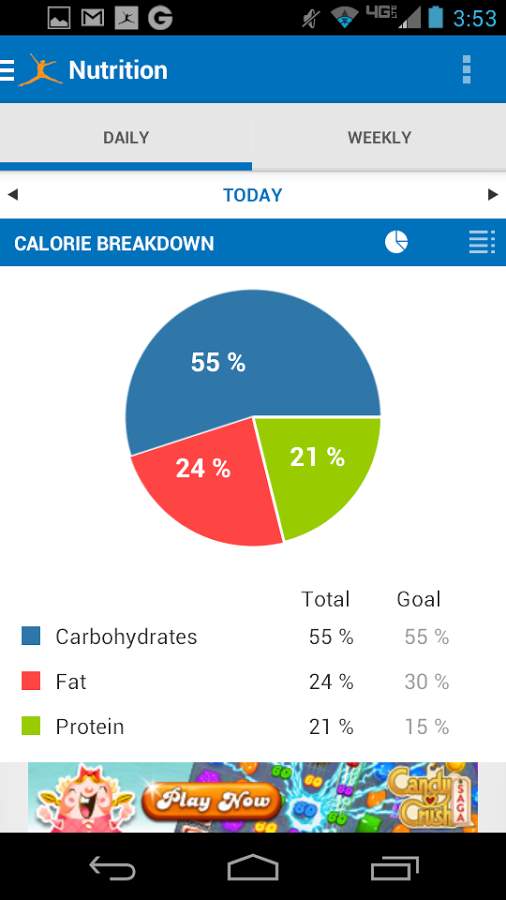 4G 3:53
Nutrition
DAILY WEEKLY
TODAY
CALORIE BREAKDOWN
55 %
24 % 21 %
Total Goal
Carbohydrates 55 % 55 %
Fat 24 % 30 %
Protein 21 % 15 %
Play Now
Candy
Crush
SAGA